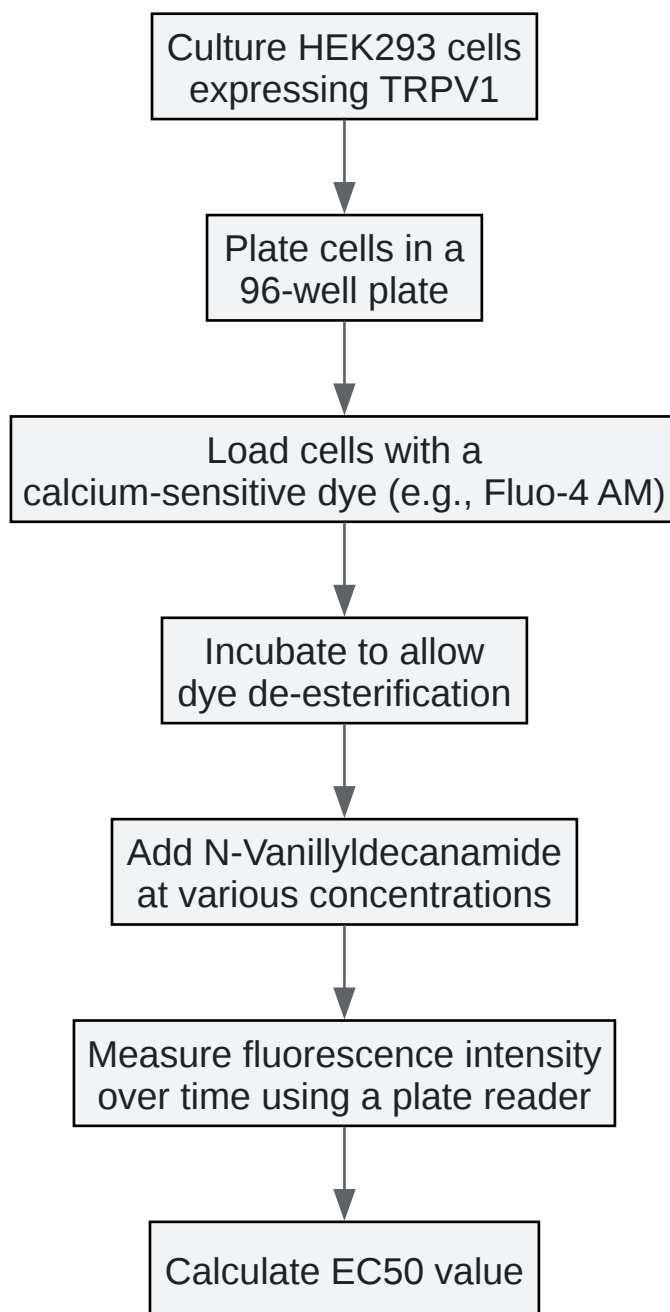 Culture HEK293 cells
expressing TRPV1
Plate cells in a
96-well plate
Load cells with a
calcium-sensitive dye (e.g., Fluo-4 AM)
Incubate to allow
dye de-esterification
Add N-Vanillyldecanamide
at various concentrations
Measure fluorescence intensity
over time using a plate reader
Calculate EC50 value